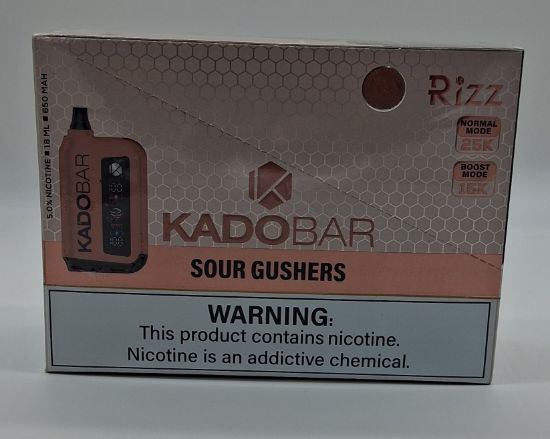 5.0% NICOTINE ■ 18 ML ■ 650 MAH
Rizz
NORMAL MODE
25K
BOOST MODE
15K
KADOBAR
KADOBAR
SOUR GUSHERS
WARNING:
This product contains nicotine.
Nicotine is an addictive chemical.